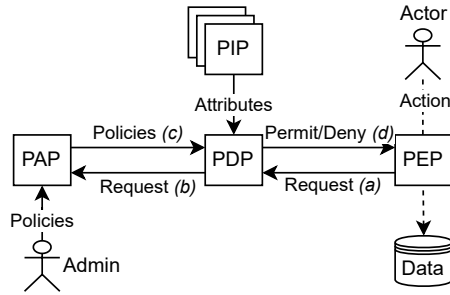 Actor
PIP
Attributes
Action
Policies (c)
Permit/Deny (d)
PAP
PDP
PEP
Request (b)
Request (a)
Policies
Admin
Data